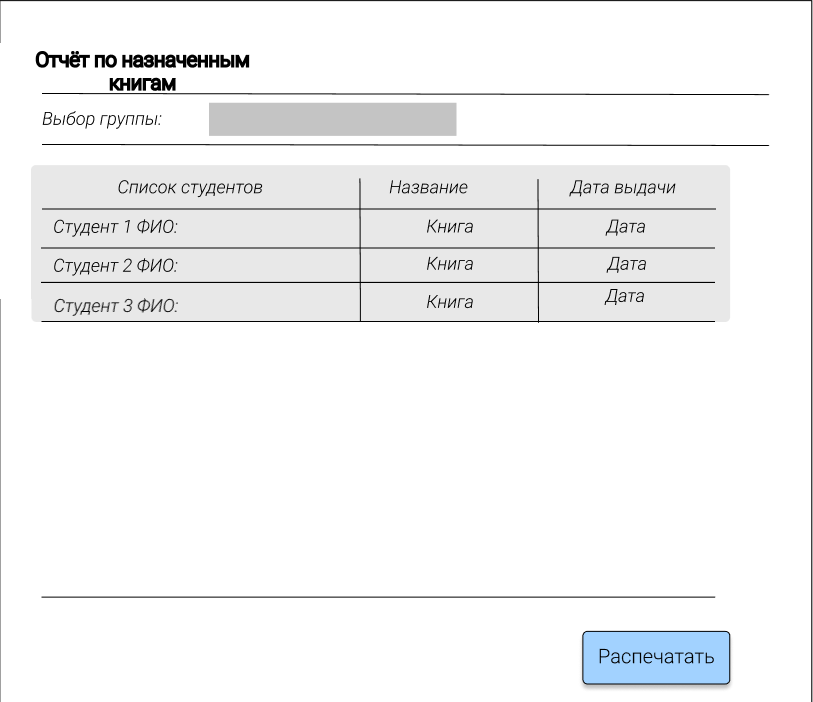 Отчёт по назначенным
книгам
Выбор группы:
Список студентов Название Дата выдачи
Студент 1 ФИО: Книга Дата
Студент 2 ФИО: Книга Дата
Студент 3 ФИО: Книга Дата
Распечатать